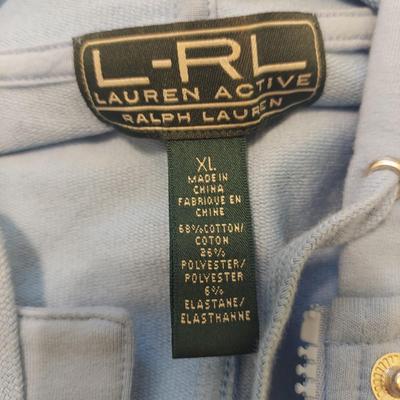 L-RL
LAUREN ACTIVE
RALPH LAUREN
XL
MADE IN
CHINA
FABRIQUE EN
CHINE
68% COTTON/
COTON
26%
POLYESTER/
POLYESTER
6%
ELASTANE/
ELASTHANNE